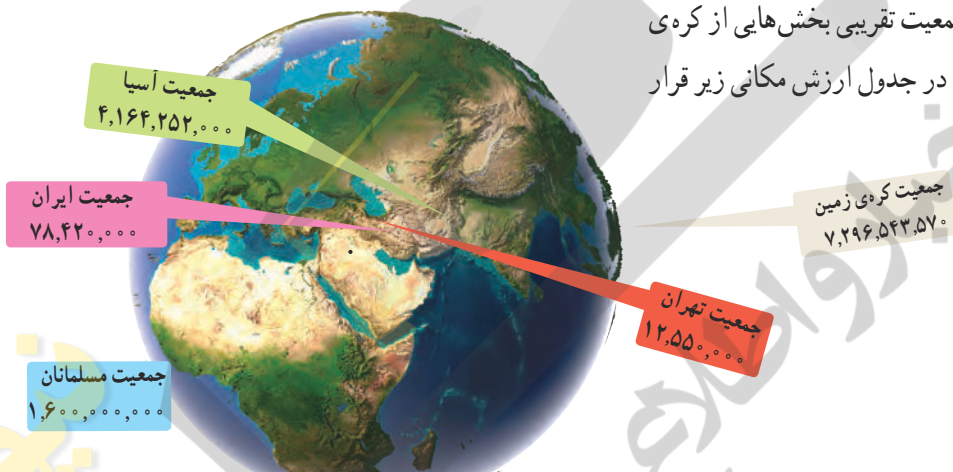 معیت تقریبی بخش‌هایی از کره‌ی
در جدول ارزش مکانی زیر قرار
جمعیت آسیا
۴,۱۶۴,۲۵۲,۰۰۰
جمعیت ایران
۷۸,۴۲۰,۰۰۰
جمعیت کره‌ی زمین
۷,۲۹۶,۵۴۳,۵۷۰
جمعیت تهران
۱۲,۵۵۰,۰۰۰
جمعیت مسلمانان
۱,۶۰۰,۰۰۰,۰۰۰